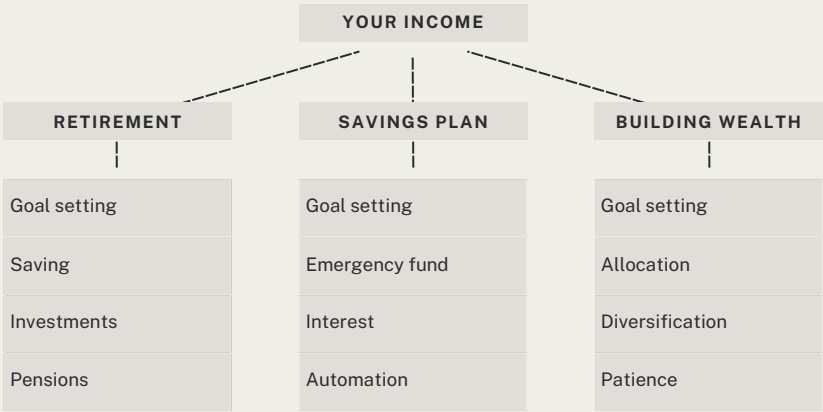 YOUR INCOME
RETIREMENT
SAVINGS PLAN
BUILDING WEALTH
Goal setting
Saving
Investments
Pensions
Goal setting
Emergency fund
Interest
Automation
Goal setting
Allocation
Diversification
Patience